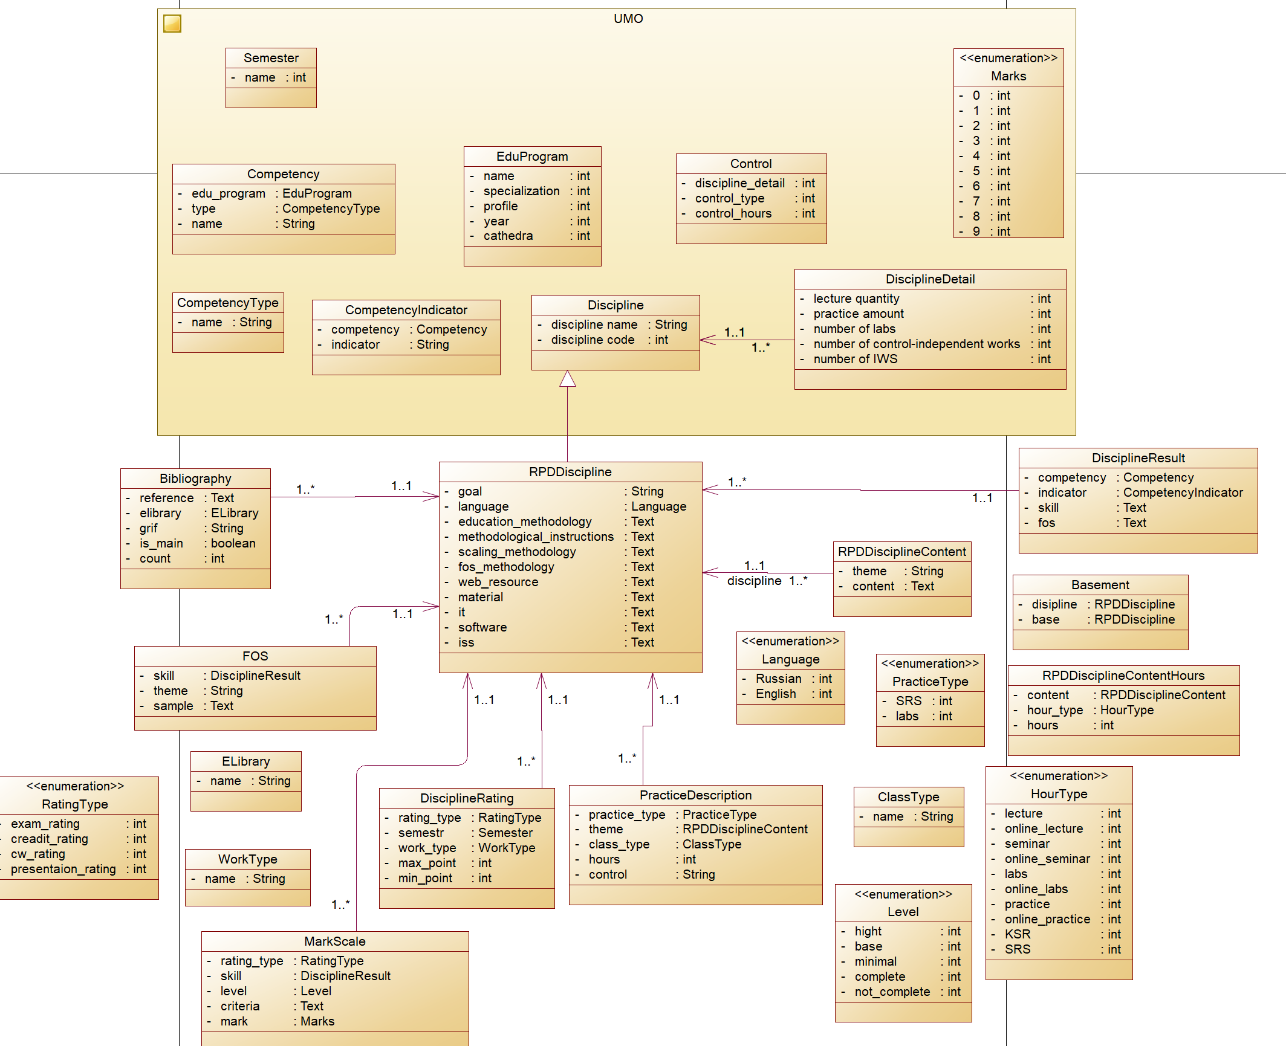 UMO
Semester
- name : int
<<enumeration>>
Marks
- 0 : int
- 1 : int
- 2 : int
- 3 : int
- 4 : int
- 5 : int
- 6 : int
- 7 : int
- 8 : int
- 9 : int
Competency
- edu_program : EduProgram
- type : CompetencyType
- name : String
EduProgram
- name : int
- specialization : int
- profile : int
- year : int
- cathedra : int
Control
- discipline_detail : int
- control_type : int
- control_hours : int
CompetencyType
- name : String
CompetencyIndicator
- competency : Competency
- indicator : String
Discipline
- discipline name : String
- discipline code : int
1..1
1..*
DisciplineDetail
- lecture quantity : int
- practice amount : int
- number of labs : int
- number of control-independent works : int
- number of IWS : int
Bibliography
- reference : Text
- elibrary : ELibrary
- grif : String
- is_main : boolean
- count : int
1..*
1..1
RPDDiscipline
- goal : String
- language : Language
- education_methodology : Text
- methodological_instructions : Text
- scaling_methodology : Text
- fos_methodology : Text
- web_resource : Text
- material : Text
- it : Text
- software : Text
- iss : Text
1..*
1..1
DisciplineResult
- competency : Competency
- indicator : CompetencyIndicator
- skill : Text
- fos : Text
1..1
discipline 1..*
RPDDisciplineContent
- theme : String
- content : Text
Basement
- disipline : RPDDiscipline
- base : RPDDiscipline
1..*
1..1
FOS
- skill : DisciplineResult
- theme : String
- sample : Text
<<enumeration>>
Language
- Russian : int
- English : int
<<enumeration>>
PracticeType
- SRS : int
- labs : int
RPDDisciplineContentHours
- content : RPDDisciplineContent
- hour_type : HourType
- hours : int
1..1
1..1
1..1
1..*
1..*
ELibrary
- name : String
<<enumeration>>
RatingType
- exam_rating : int
- creadit_rating : int
- cw_rating : int
- presentaion_rating : int
DisciplineRating
- rating_type : RatingType
- semestr : Semester
- work_type : WorkType
- max_point : int
- min_point : int
PracticeDescription
- practice_type : PracticeType
- theme : RPDDisciplineContent
- class_type : ClassType
- hours : int
- control : String
ClassType
- name : String
<<enumeration>>
HourType
- lecture : int
- online_lecture : int
- seminar : int
- online_seminar : int
- labs : int
- online_labs : int
- practice : int
- online_practice : int
- KSR : int
- SRS : int
WorkType
- name : String
1..*
<<enumeration>>
Level
- hight : int
- base : int
- minimal : int
- complete : int
- not_complete : int
MarkScale
- rating_type : RatingType
- skill : DisciplineResult
- level : Level
- criteria : Text
- mark : Marks